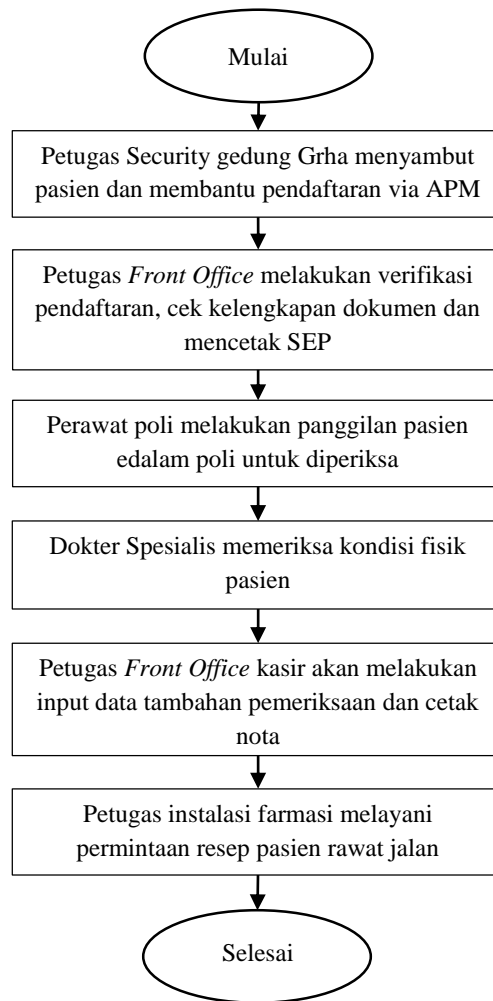 Mulai
Petugas Security gedung Grha menyambut
pasien dan membantu pendaftaran via APM
Petugas Front Office melakukan verifikasi
pendaftaran, cek kelengkapan dokumen dan
mencetak SEP
Perawat poli melakukan panggilan pasien
edalam poli untuk diperiksa
Dokter Spesialis memeriksa kondisi fisik
pasien
Petugas Front Office kasir akan melakukan
input data tambahan pemeriksaan dan cetak
nota
Petugas instalasi farmasi melayani
permintaan resep pasien rawat jalan
Selesai